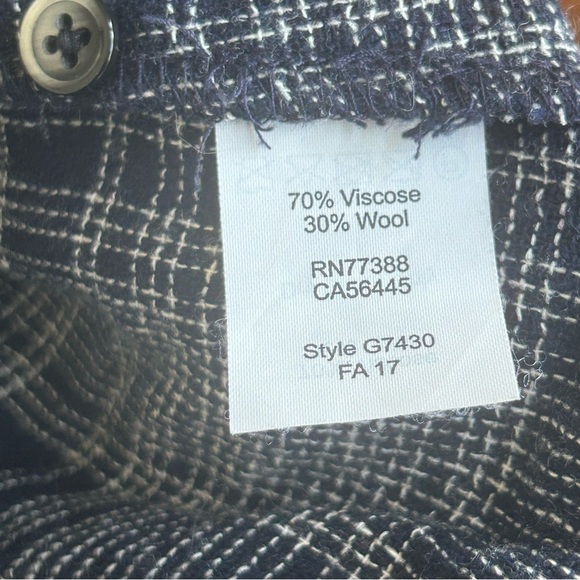 70% Viscose
30% Wool
RN77388
CA56445
Style G7430
FA 17